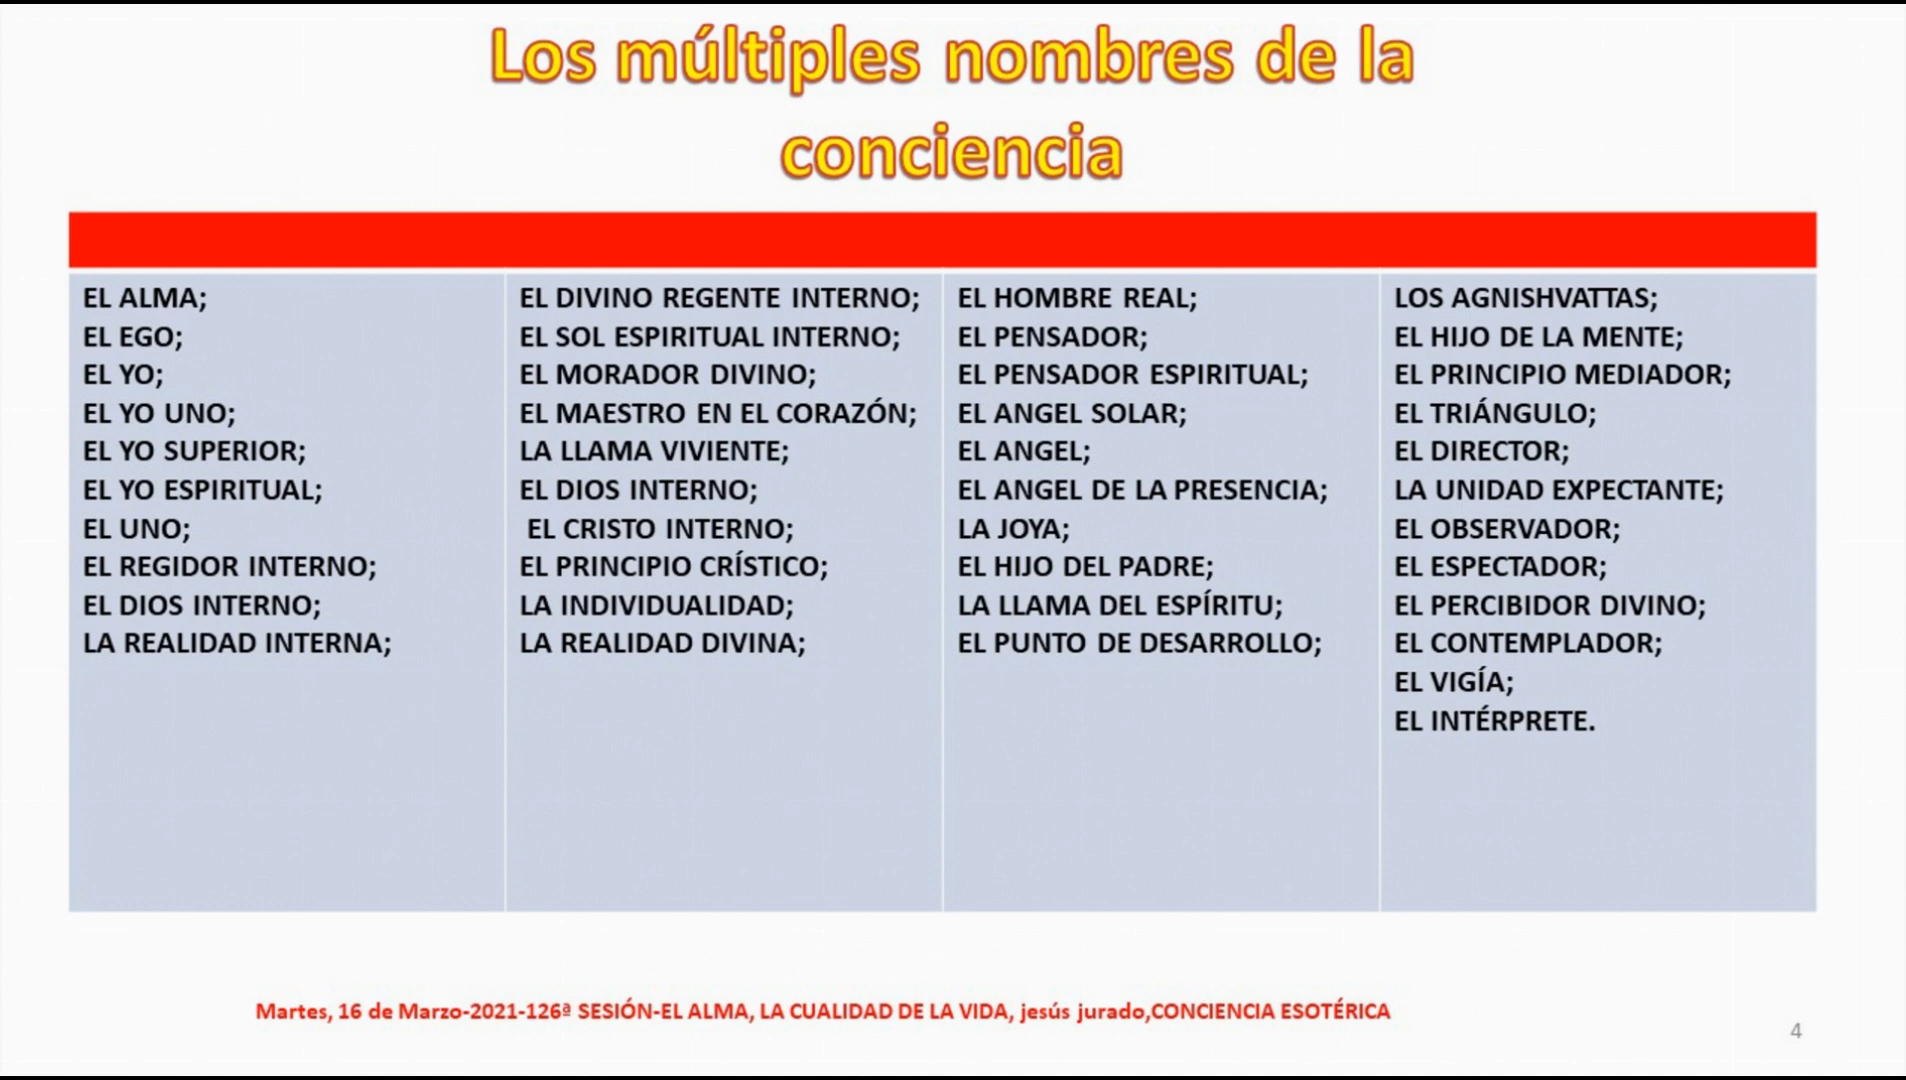 Los múltiples nombres de la
conciencia
EL ALMA;
EL EGO;
EL YO;
EL YO UNO;
EL YO SUPERIOR;
EL YO ESPIRITUAL;
EL UNO;
EL REGIDOR INTERNO;
EL DIOS INTERNO;
LA REALIDAD INTERNA;
EL DIVINO REGENTE INTERNO;
EL SOL ESPIRITUAL INTERNO;
EL MORADOR DIVINO;
EL MAESTRO EN EL CORAZÓN;
LA LLAMA VIVIENTE;
EL DIOS INTERNO;
EL CRISTO INTERNO;
EL PRINCIPIO CRÍSTICO;
LA INDIVIDUALIDAD;
LA REALIDAD DIVINA;
EL HOMBRE REAL;
EL PENSADOR;
EL PENSADOR ESPIRITUAL;
EL ANGEL SOLAR;
EL ANGEL;
EL ANGEL DE LA PRESENCIA;
LA JOYA;
EL HIJO DEL PADRE;
LA LLAMA DEL ESPÍRITU;
EL PUNTO DE DESARROLLO;
LOS AGNISHVATTAS;
EL HIJO DE LA MENTE;
EL PRINCIPIO MEDIADOR;
EL TRIÁNGULO;
EL DIRECTOR;
LA UNIDAD EXPECTANTE;
EL OBSERVADOR;
EL ESPECTADOR;
EL PERCIBIDOR DIVINO;
EL CONTEMPLADOR;
EL VIGÍA;
EL INTÉRPRETE.
Martes, 16 de Marzo-2021-126ª SESIÓN-EL ALMA, LA CUALIDAD DE LA VIDA, jesús jurado,CONCIENCIA ESOTÉRICA
4